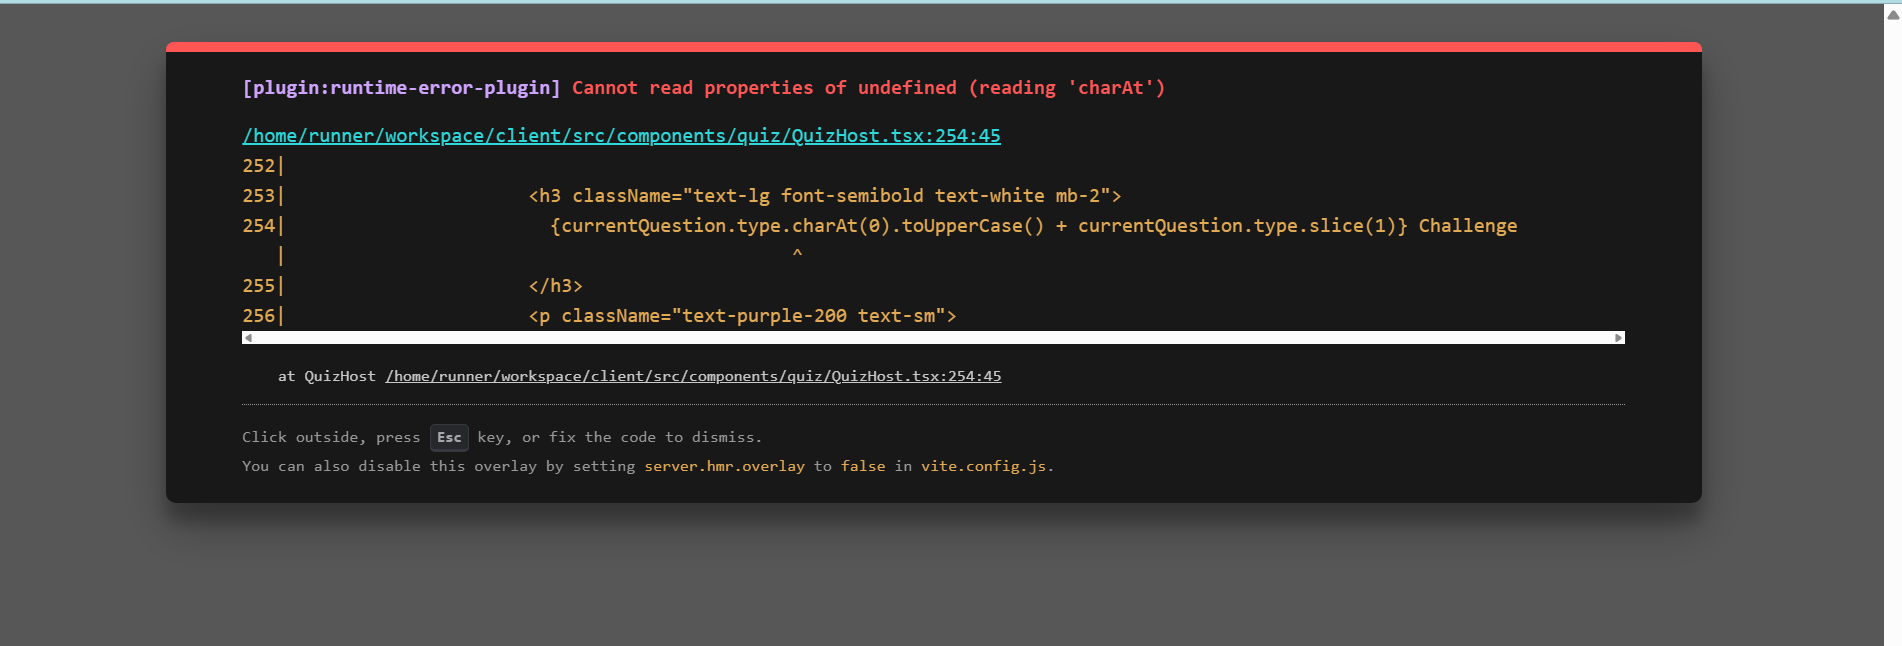 [plugin:runtime-error-plugin] Cannot read properties of undefined (reading 'charAt')
/home/runner/workspace/client/src/components/quiz/QuizHost.tsx:254:45
252|
253|                      <h3 className="text-lg font-semibold text-white mb-2">
254|                        {currentQuestion.type.charAt(0).toUpperCase() + currentQuestion.type.slice(1)} Challenge
   |                                              ^
255|                      </h3>
256|                      <p className="text-purple-200 text-sm">
at QuizHost /home/runner/workspace/client/src/components/quiz/QuizHost.tsx:254:45
Click outside, press Esc key, or fix the code to dismiss.
You can also disable this overlay by setting server.hmr.overlay to false in vite.config.js.